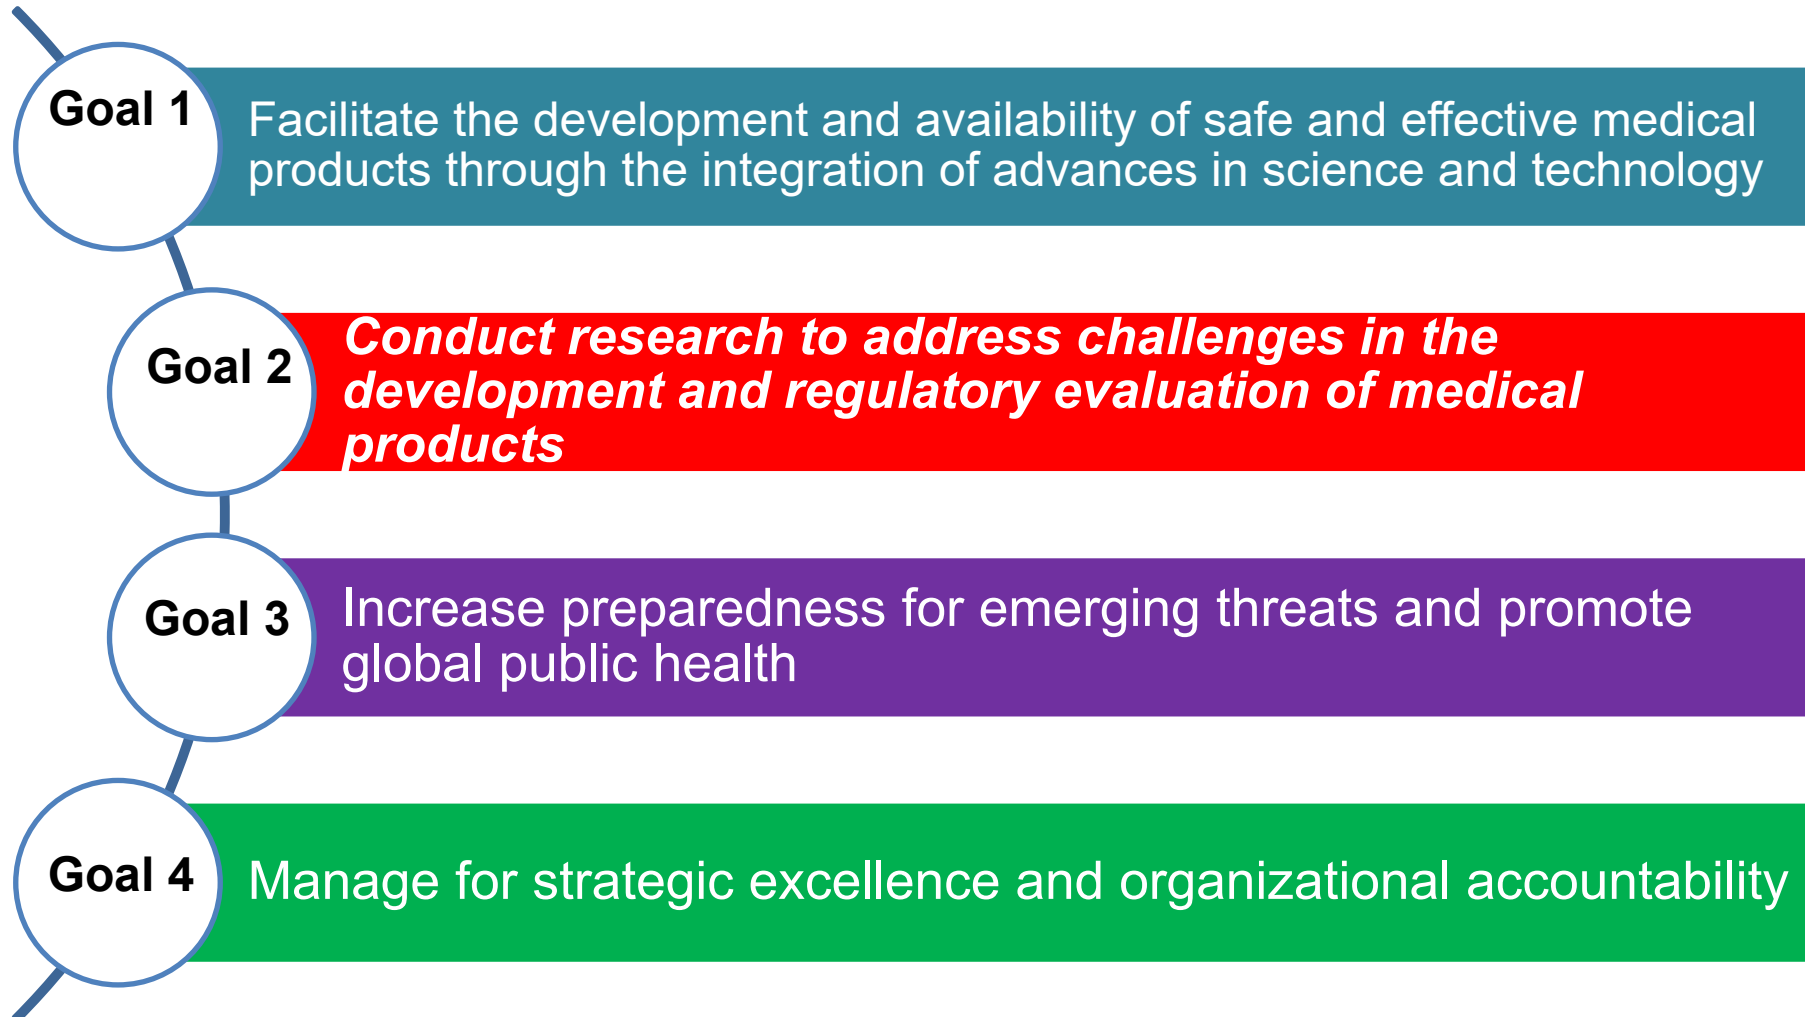 Goal 1
Facilitate the development and availability of safe and effective medical
products through the integration of advances in science and technology
Goal 2
Conduct research to address challenges in the
development and regulatory evaluation of medical
products
Goal 3
Increase preparedness for emerging threats and promote
global public health
Goal 4
Manage for strategic excellence and organizational accountability